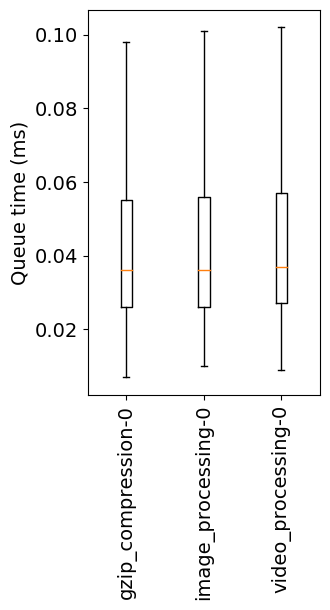 Queue time (ms)
0.10
0.08
0.06
0.04
0.02
gzip_compression-0
image_processing-0
video_processing-0